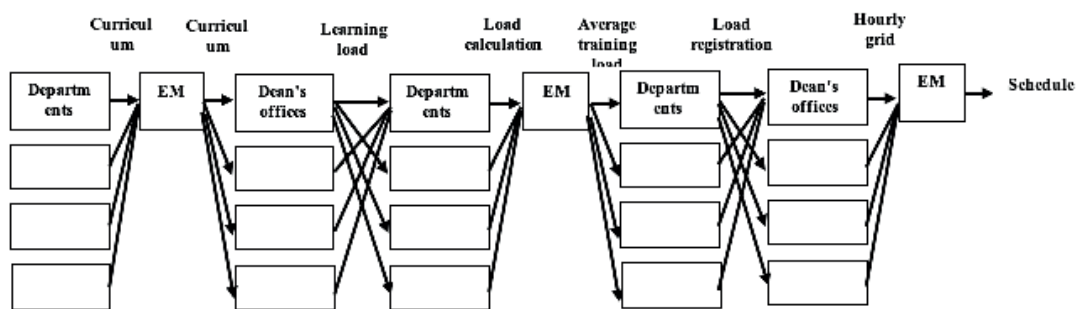 Curricul
um
Curricul
um
Learning
load
Load
calculation
Average
training
load
Load
registration
Hourly
grid
Departm
ents
EM
Dean's
offices
Departm
ents
EM
Departm
ents
Dean's
offices
EM
Schedule